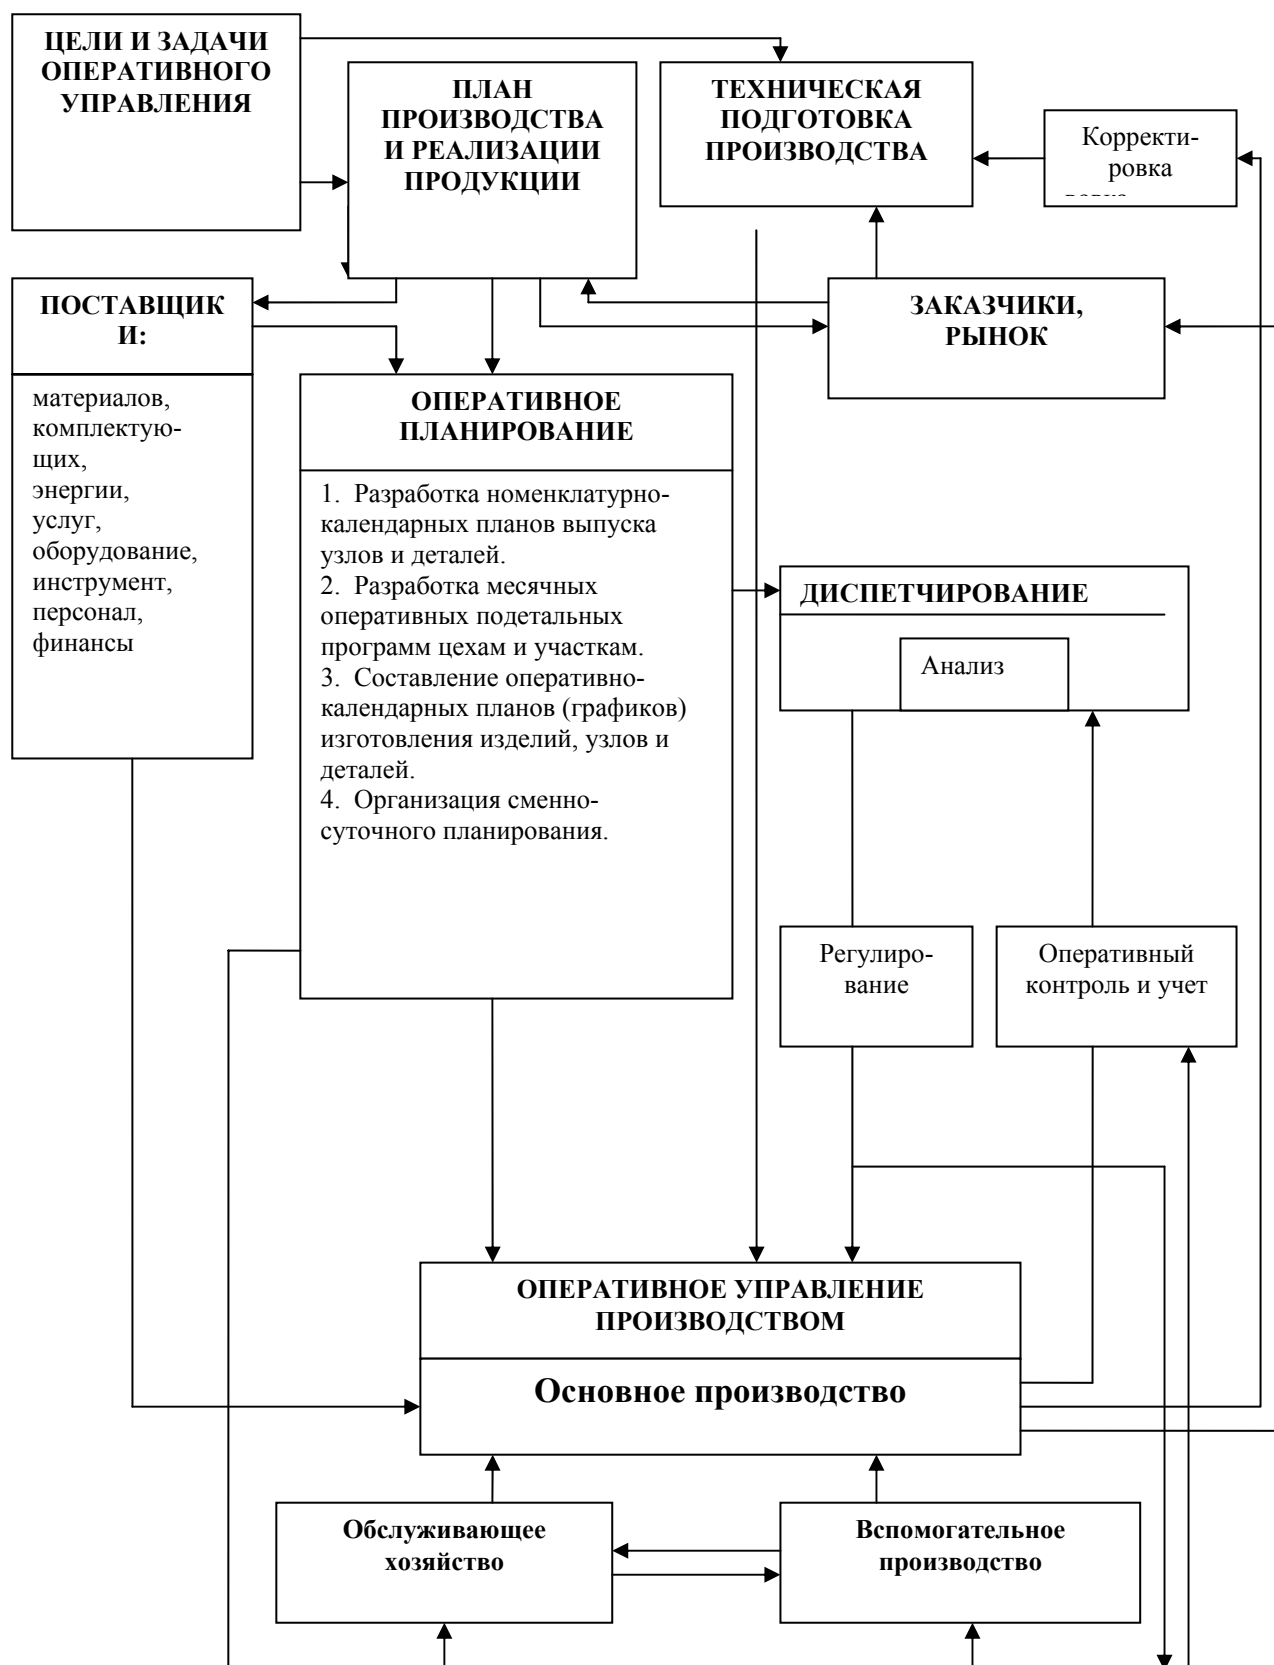 ЦЕЛИ И ЗАДАЧИ
ОПЕРАТИВНОГО
УПРАВЛЕНИЯ
ПЛАН
ПРОИЗВОДСТВА
И РЕАЛИЗАЦИИ
ПРОДУКЦИИ
ТЕХНИЧЕСКАЯ
ПОДГОТОВКА
ПРОИЗВОДСТВА
Корректи-
ровка
ПОСТАВЩИК
И:
материалов,
комплектую-
щих,
энергии,
услуг,
оборудование,
инструмент,
персонал,
финансы
ЗАКАЗЧИКИ,
РЫНОК
ОПЕРАТИВНОЕ
ПЛАНИРОВАНИЕ
1. Разработка номенклатурно-
календарных планов выпуска
узлов и деталей.
2. Разработка месячных
оперативных подетальных
программ цехам и участкам.
3. Составление оперативно-
календарных планов (графиков)
изготовления изделий, узлов и
деталей.
4. Организация сменно-
суточного планирования.
ДИСПЕТЧИРОВАНИЕ
Анализ
Регулиро-
вание
Оперативный
контроль и учет
ОПЕРАТИВНОЕ УПРАВЛЕНИЕ
ПРОИЗВОДСТВОМ
Основное производство
Обслуживающее
хозяйство
Вспомогательное
производство